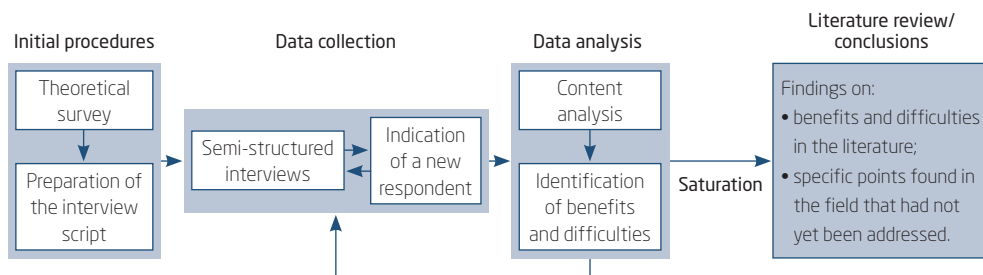 Initial procedures
Theoretical
survey
Preparation of
the interview
script
Data collection
Semi-structured
interviews
Indication
of a new
respondent
Data analysis
Content
analysis
Identification
of benefits
and difficulties
Saturation
Literature review/
conclusions
Findings on:
• benefits and difficulties
in the literature;
• specific points found in
the field that had not
yet been addressed.